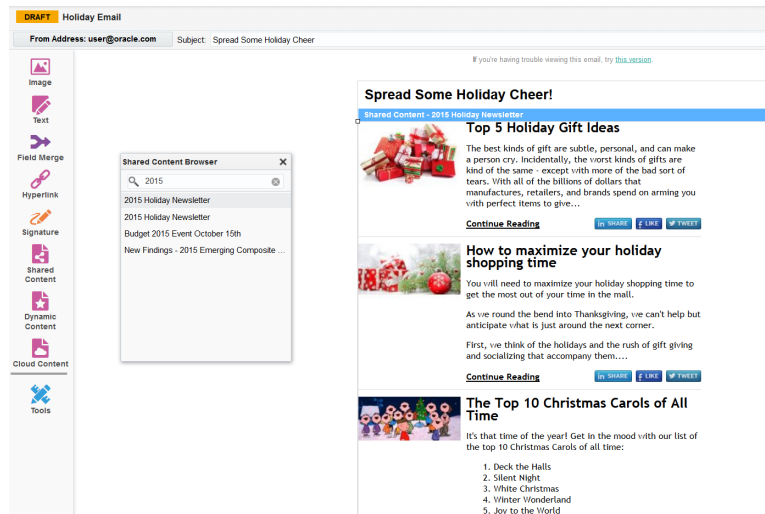 DRAFT Holiday Email
From Address: user@oracle.com Subject: Spread Some Holiday Cheer
If you're having trouble viewing this email, try this version.
Image
Text
Field Merge
Hyperlink
Signature
Shared
Content
Dynamic
Content
Cloud Content
Tools
Shared Content Browser
2015
2015 Holiday Newsletter
2015 Holiday Newsletter
Budget 2015 Event October 15th
New Findings - 2015 Emerging Composite ...
Spread Some Holiday Cheer!
Shared Content - 2015 Holiday Newsletter
Top 5 Holiday Gift Ideas
The best kinds of gift are subtle, personal, and can make
a person cry. Incidentally, the worst kinds of gifts are
kind of the same - except with more of the bad sort of
tears. With all of the billions of dollars that
manufactures, retailers, and brands spend on arming you
with perfect items to give...
Continue Reading in SHARE f LIKE TWEET
How to maximize your holiday
shopping time
You will need to maximize your holiday shopping time to
get the most out of your time in the mall.
As we round the bend into Thanksgiving, we can't help but
anticipate what is just around the next corner.
First, we think of the holidays and the rush of gift giving
and socializing that accompany them....
Continue Reading in SHARE f LIKE TWEET
The Top 10 Christmas Carols of All
Time
It's that time of the year! Get in the mood with our list of
the top 10 Christmas Carols of all time:
1. Deck the Halls
2. Silent Night
3. White Christmas
4. Winter Wonderland
5. Joy to the World